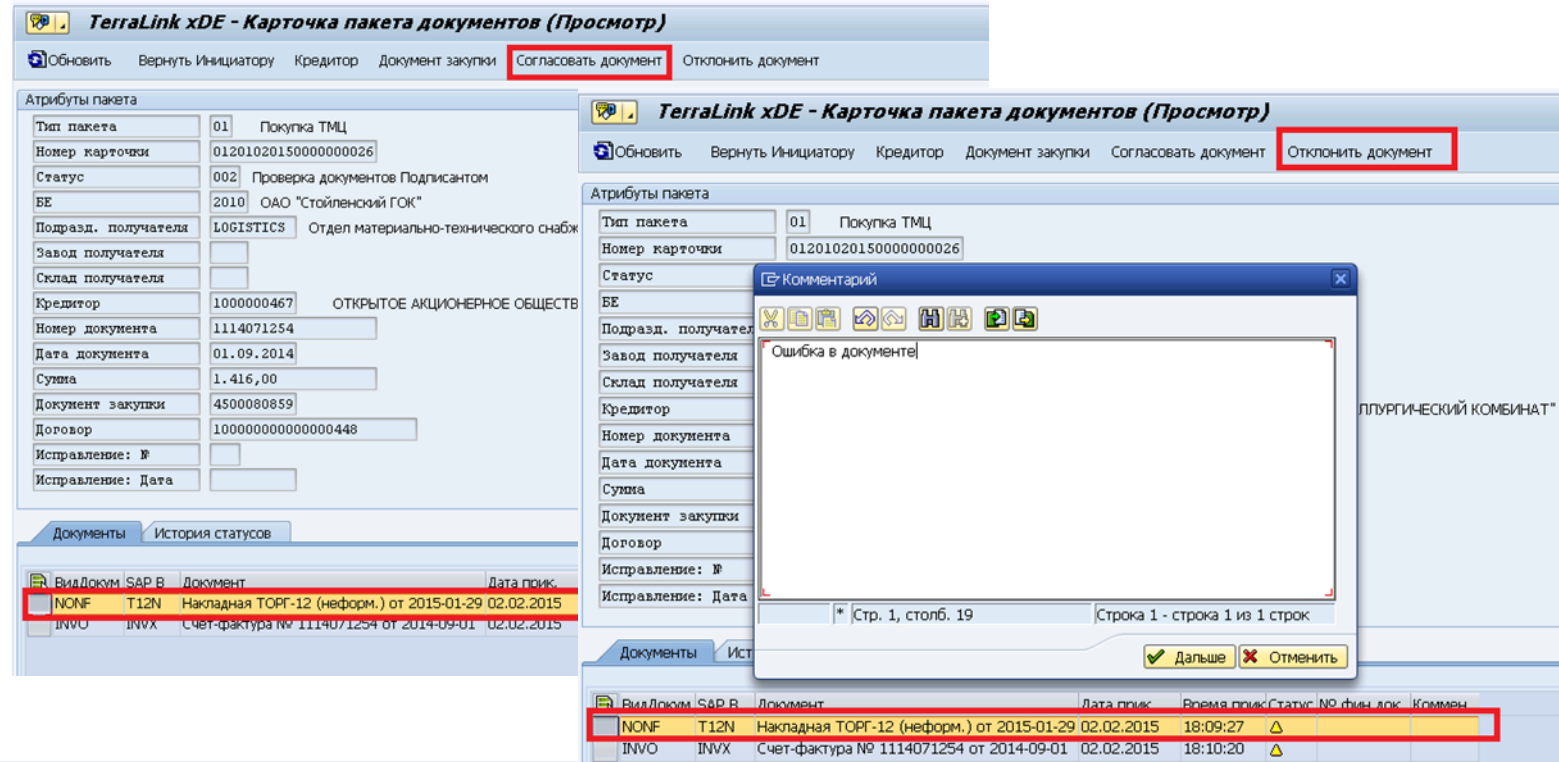 TerraLink xDE - Карточка пакета документов (Просмотр)
Обновить Вернуть Инициатору Кредитор Документ закупки Согласовать документ Отклонить документ
Атрибуты пакета
Тип пакета 01 Покупка ТМЦ
Номер карточки 01201020150000000026
Статус 002 Проверка документов Подписантом
БЕ 2010 ОАО "Стойленский ГОК"
Подразд. получателя LOGISTICS Отдел материально-технического снабж
Завод получателя
Склад получателя
Кредитор 1000000467 ОТКРЫТОЕ АКЦИОНЕРНОЕ ОБЩЕСТВ
Номер документа 1114071254
Дата документа 01.09.2014
Сумма 1.416,00
Документ закупки 4500080859
Договор 100000000000000448
Исправление: №
Исправление: Дата
Документы История статусов
ВидДокум SAP В Документ Дата прик.
NONF T12N Накладная ТОРГ-12 (неформ.) от 2015-01-29 02.02.2015
INVO INVX Счет-фактура № 1114071254 от 2014-09-01 02.02.2015
TerraLink xDE - Карточка пакета документов (Просмотр)
Обновить Вернуть Инициатору Кредитор Документ закупки Согласовать документ Отклонить документ
Атрибуты пакета
Тип пакета 01 Покупка ТМЦ
Номер карточки 01201020150000000026
Статус
БЕ
Подразд. получател
Завод получателя
Склад получателя
Кредитор ЛЛУРГИЧЕСКИЙ КОМБИНАТ"
Номер документа
Дата документа
Сумма
Документ закупки
Договор
Исправление: №
Исправление: Дата
Комментарий
Ошибка в документе
* Стр. 1, столб. 19 Строка 1 - строка 1 из 1 строк
Дальше Отменить
Документы Ист
ВидДокум SAP В Документ Дата прик. Время прик Статус № фин.док. Коммен
NONF T12N Накладная ТОРГ-12 (неформ.) от 2015-01-29 02.02.2015 18:09:27
INVO INVX Счет-фактура № 1114071254 от 2014-09-01 02.02.2015 18:10:20